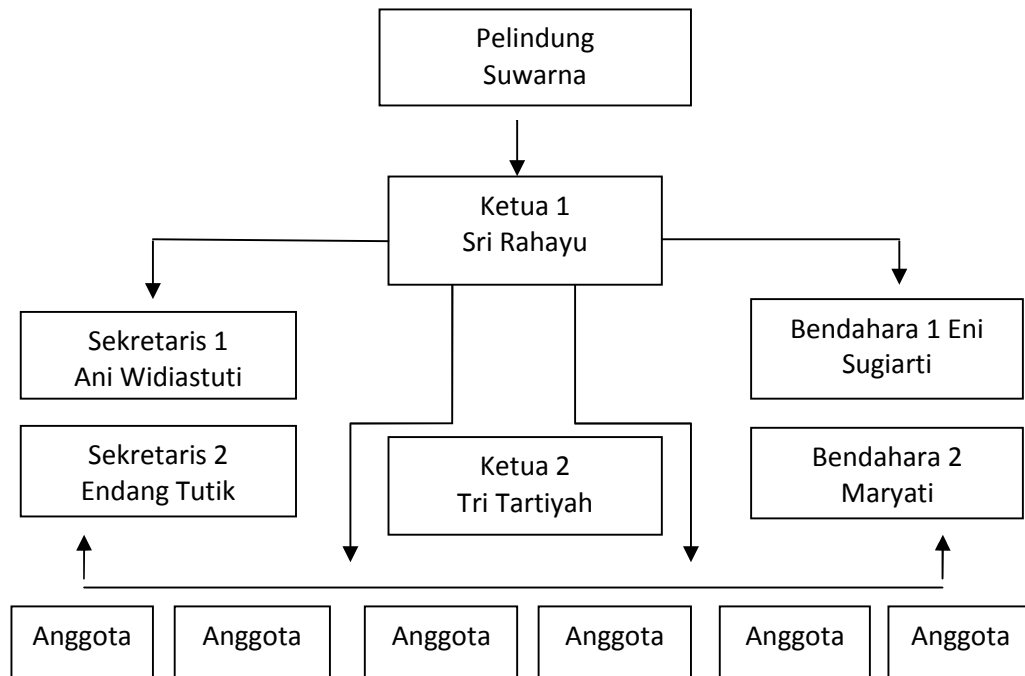 Pelindung
Suwarna
Ketua 1
Sri Rahayu
Sekretaris 1
Ani Widiastuti
Bendahara 1 Eni
Sugiarti
Sekretaris 2
Endang Tutik
Ketua 2
Tri Tartiyah
Bendahara 2
Maryati
Anggota
Anggota
Anggota
Anggota
Anggota
Anggota